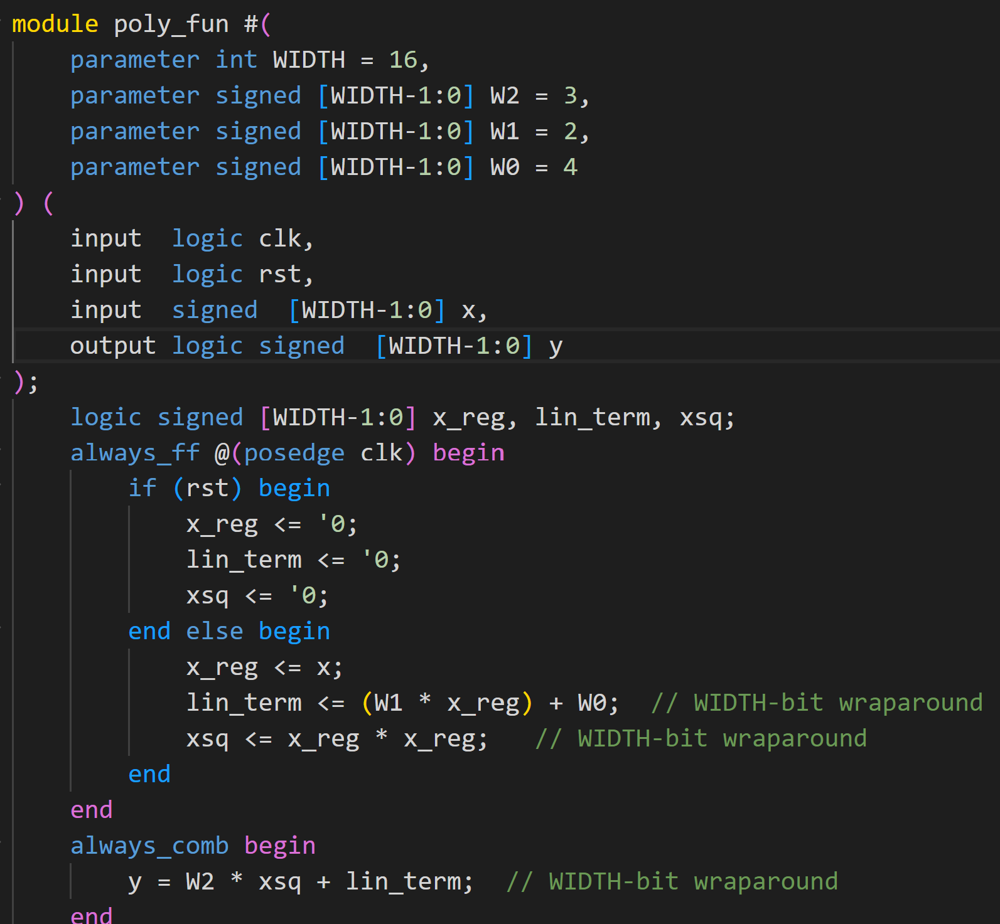 module poly_fun #(
    parameter int WIDTH = 16,
    parameter signed [WIDTH-1:0] W2 = 3,
    parameter signed [WIDTH-1:0] W1 = 2,
    parameter signed [WIDTH-1:0] W0 = 4
) (
    input  logic clk,
    input  logic rst,
    input  signed  [WIDTH-1:0] x,
    output logic signed  [WIDTH-1:0] y
);
    logic signed [WIDTH-1:0] x_reg, lin_term, xsq;
    always_ff @(posedge clk) begin
        if (rst) begin
            x_reg <= '0;
            lin_term <= '0;
            xsq <= '0;
        end else begin
            x_reg <= x;
            lin_term <= (W1 * x_reg) + W0;  // WIDTH-bit wraparound
            xsq <= x_reg * x_reg;   // WIDTH-bit wraparound
        end
    end
    always_comb begin
        y = W2 * xsq + lin_term;  // WIDTH-bit wraparound
    end